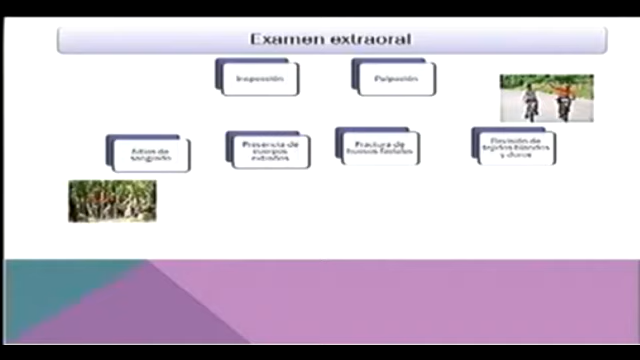 Examen extraoral
Inspección
Palpación
Sitios de
sangrado
Presencia de
cuerpos
extraños
Fractura de
huesos faciales
Revisión de
tejidos blandos
y duros